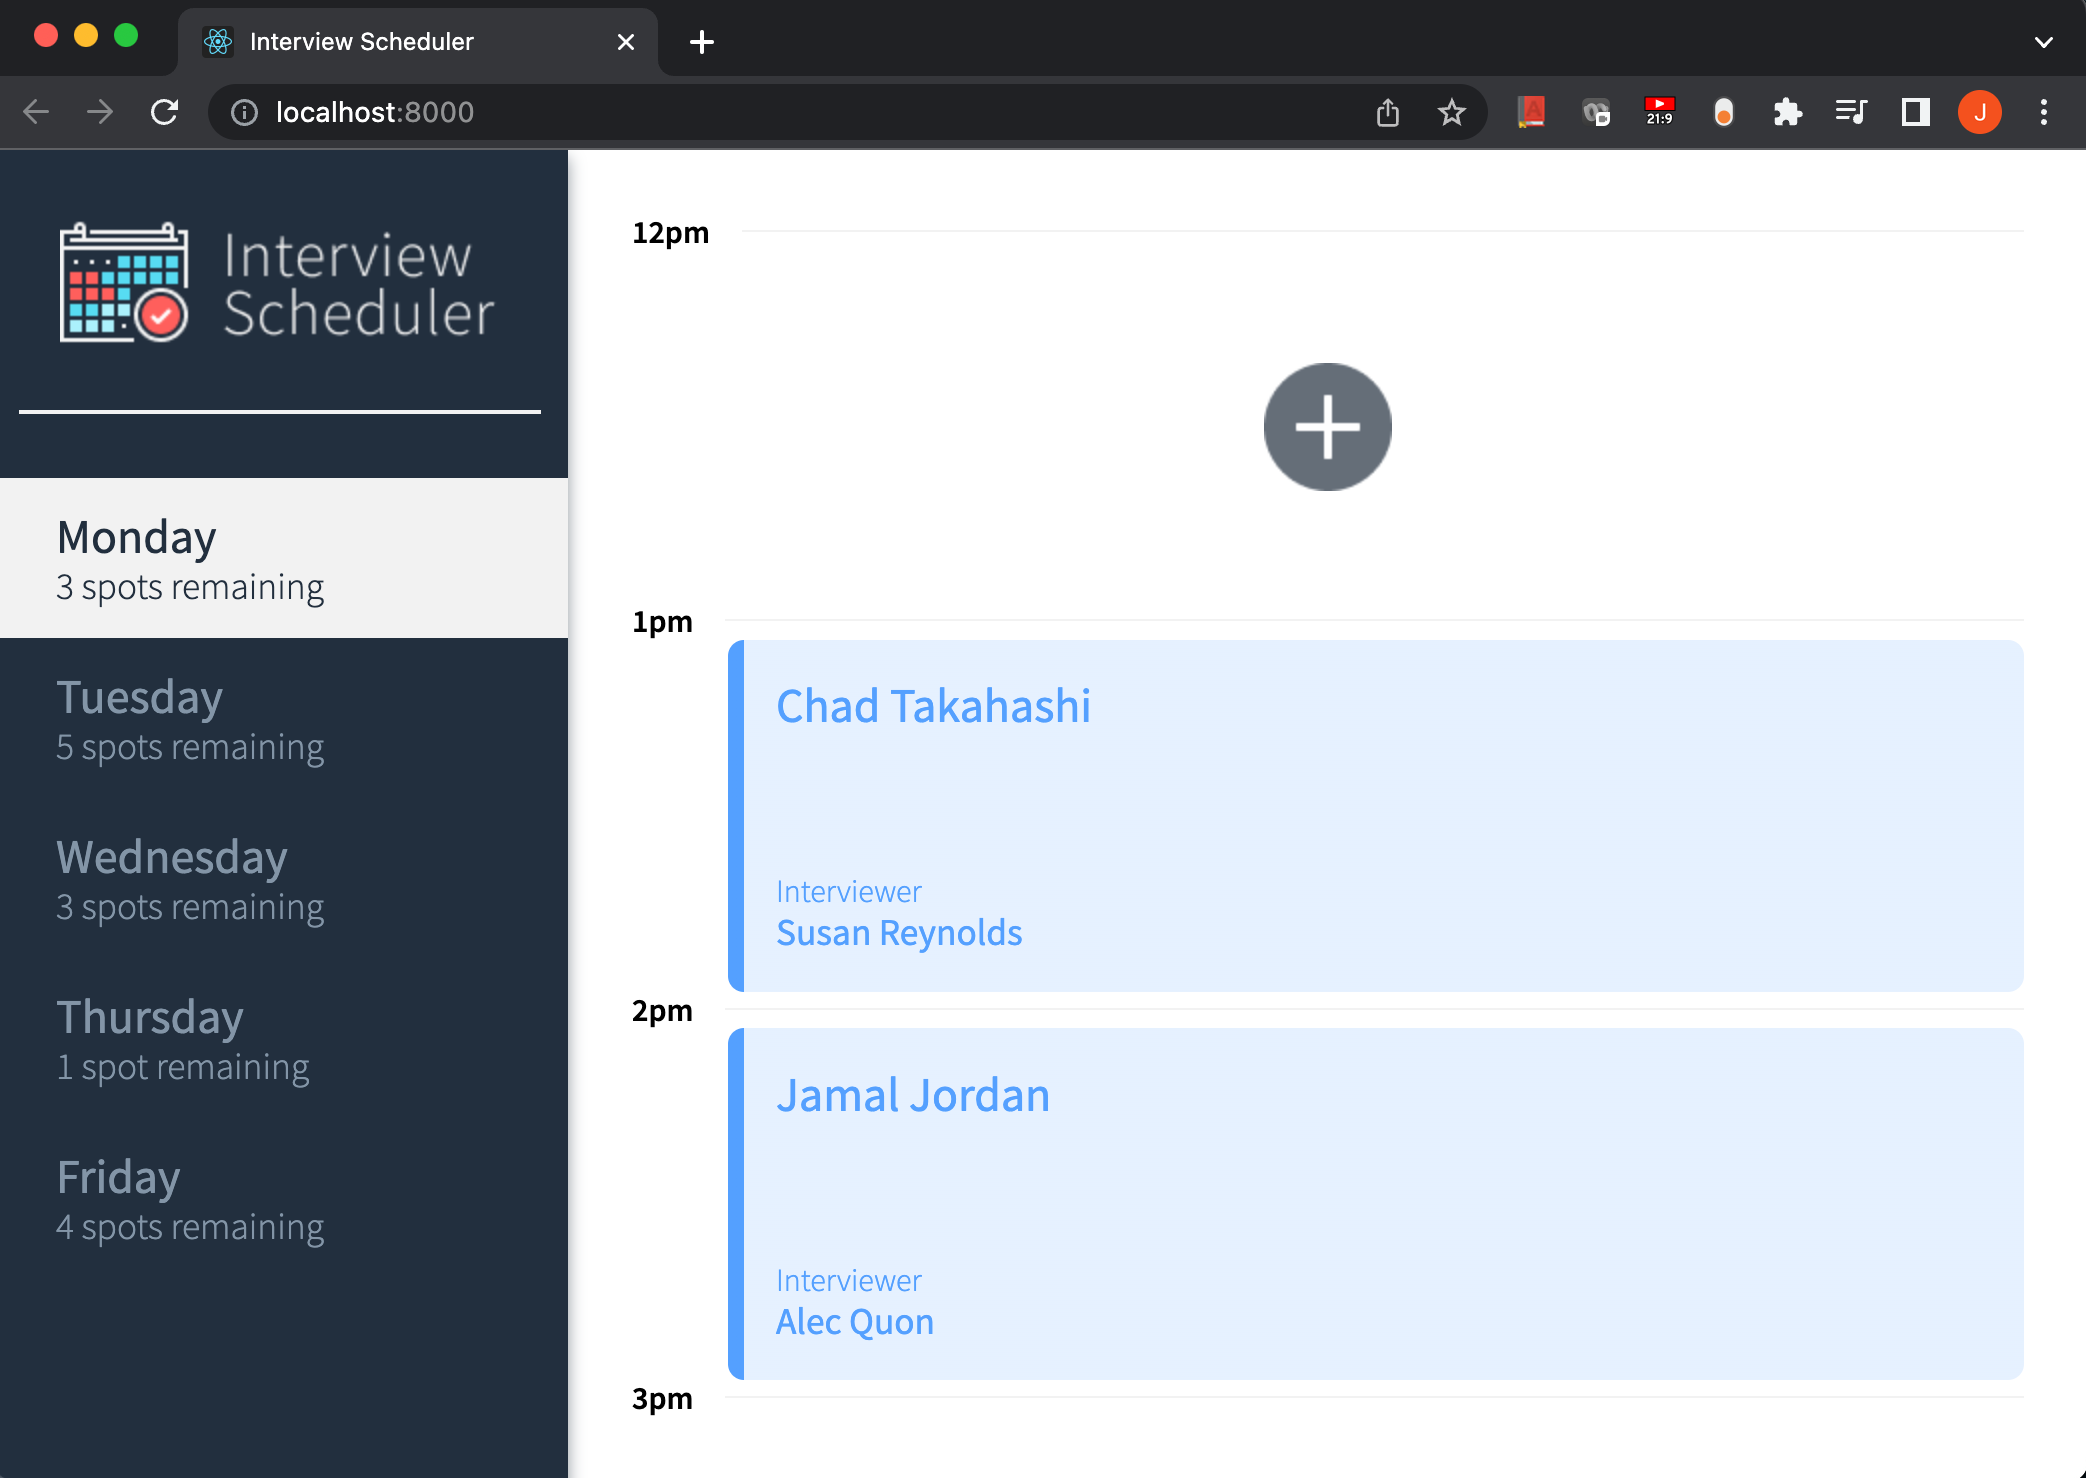 Interview Scheduler
localhost:8000
21:9
J
Interview
Scheduler
Monday
3 spots remaining
Tuesday
5 spots remaining
Wednesday
3 spots remaining
Thursday
1 spot remaining
Friday
4 spots remaining
12pm
1pm
Chad Takahashi
Interviewer
Susan Reynolds
2pm
Jamal Jordan
Interviewer
Alec Quon
3pm